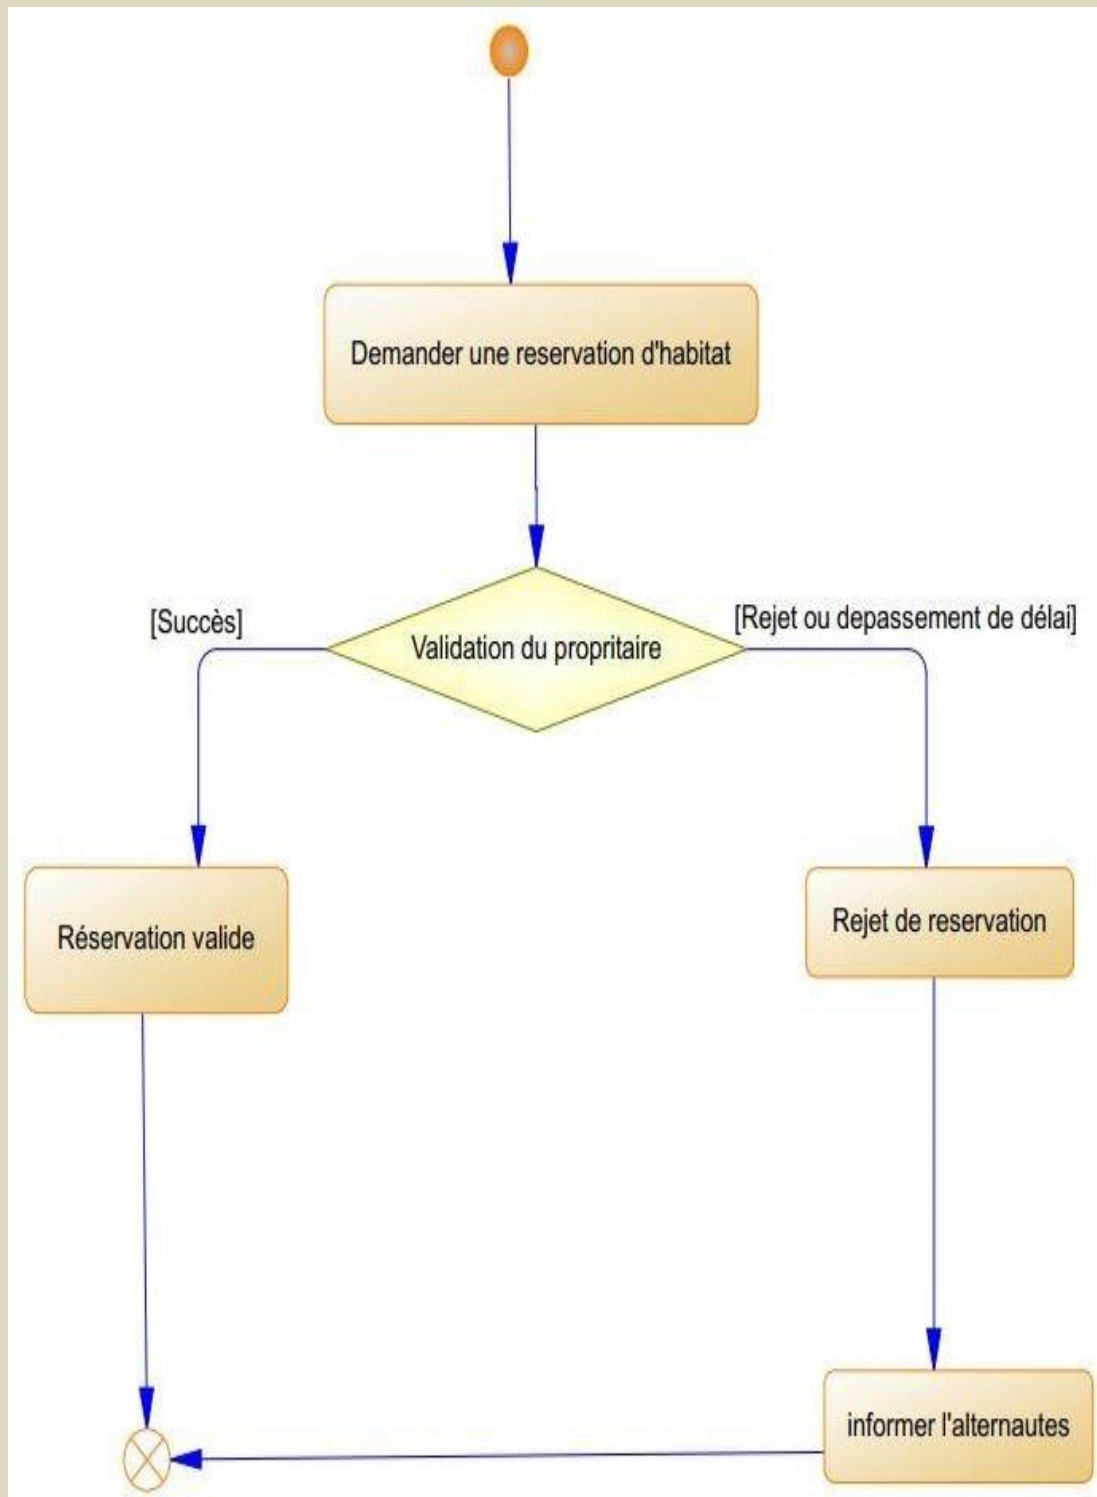 Demander une reservation d'habitat
[Succès]
[Rejet ou depassement de délai]
Validation du propritaire
Réservation valide
Rejet de reservation
informer l'alternautes